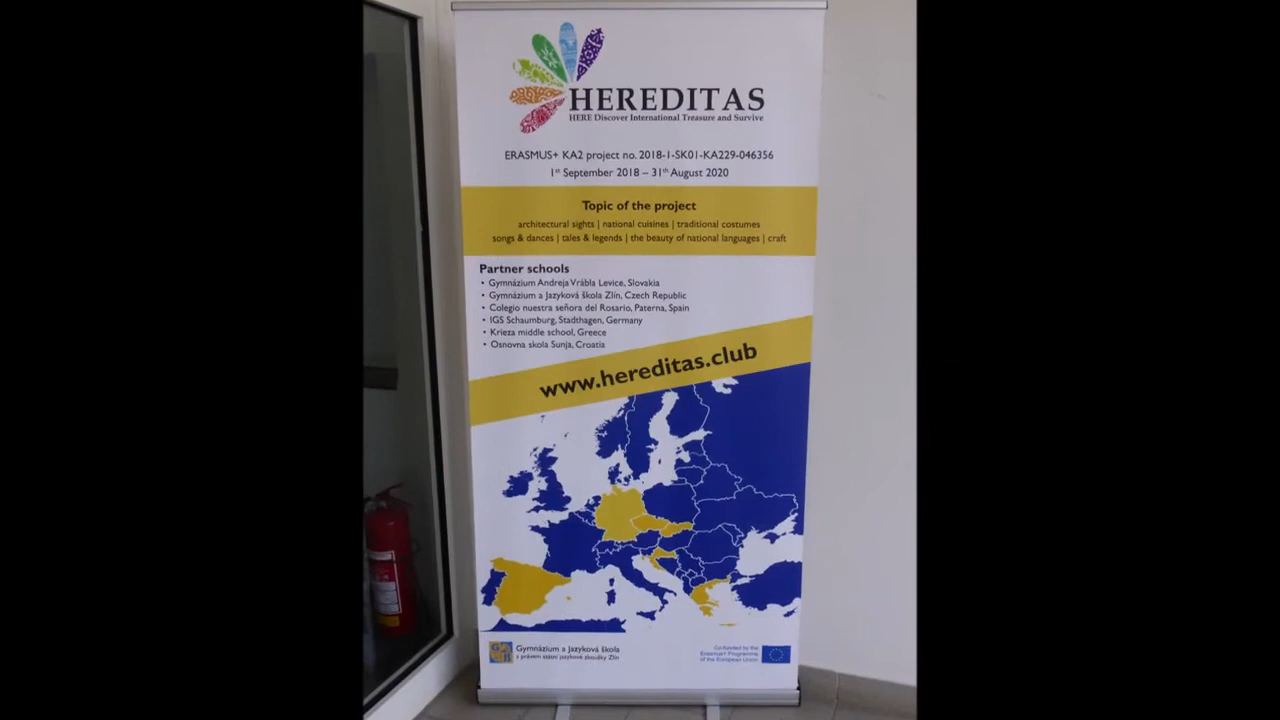 HEREDITAS
HERE Discover International Treasure and Survive
ERASMUS+ KA2 project no. 2018-1-SK01-KA229-046356
1st September 2018 – 31th August 2020
Topic of the project
architectural sights | national cuisines | traditional costumes
songs & dances | tales & legends | the beauty of national languages | craft
Partner schools
• Gymnázium Andreja Vrábla Levice, Slovakia
• Gymnázium a Jazyková škola Zlín, Czech Republic
• Colegio nuestra señora del Rosario, Paterna, Spain
• IGS Schaumburg, Stadthagen, Germany
• Krieza middle school, Greece
• Osnovna skola Sunja, Croatia
www.hereditas.club
Gymnázium a Jazyková škola
s právem státní jazykové zkoušky Zlín
Co-funded by the
Erasmus+ Programme
of the European Union